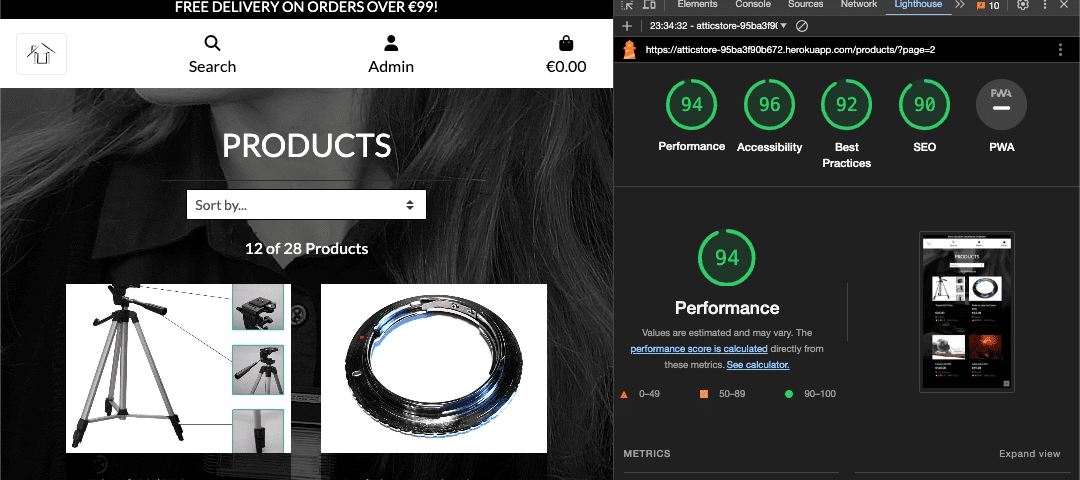 FREE DELIVERY ON ORDERS OVER €99!
Search
Admin
€0.00
PRODUCTS
Sort by...
12 of 28 Products
Elements Console Sources Network Lighthouse 10
23:34:32 - atticstore-95ba3f90
https://atticstore-95ba3f90b672.herokuapp.com/products/?page=2
94
Performance
96
Accessibility
92
Best
Practices
90
SEO
PWA
PWA
94
Performance
Values are estimated and may vary. The
performance score is calculated directly from
these metrics. See calculator.
0–49
50–89
90–100
PRODUCTS
METRICS
Expand view